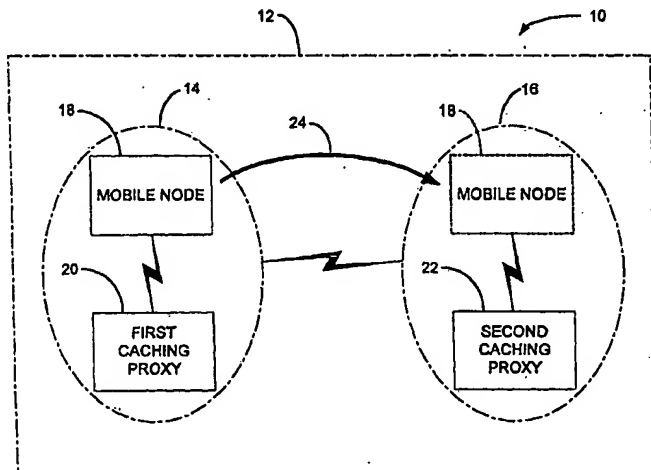 12
10
14
16
18
24
18
MOBILE NODE
MOBILE NODE
20
22
FIRST
CACHING
PROXY
SECOND
CACHING
PROXY